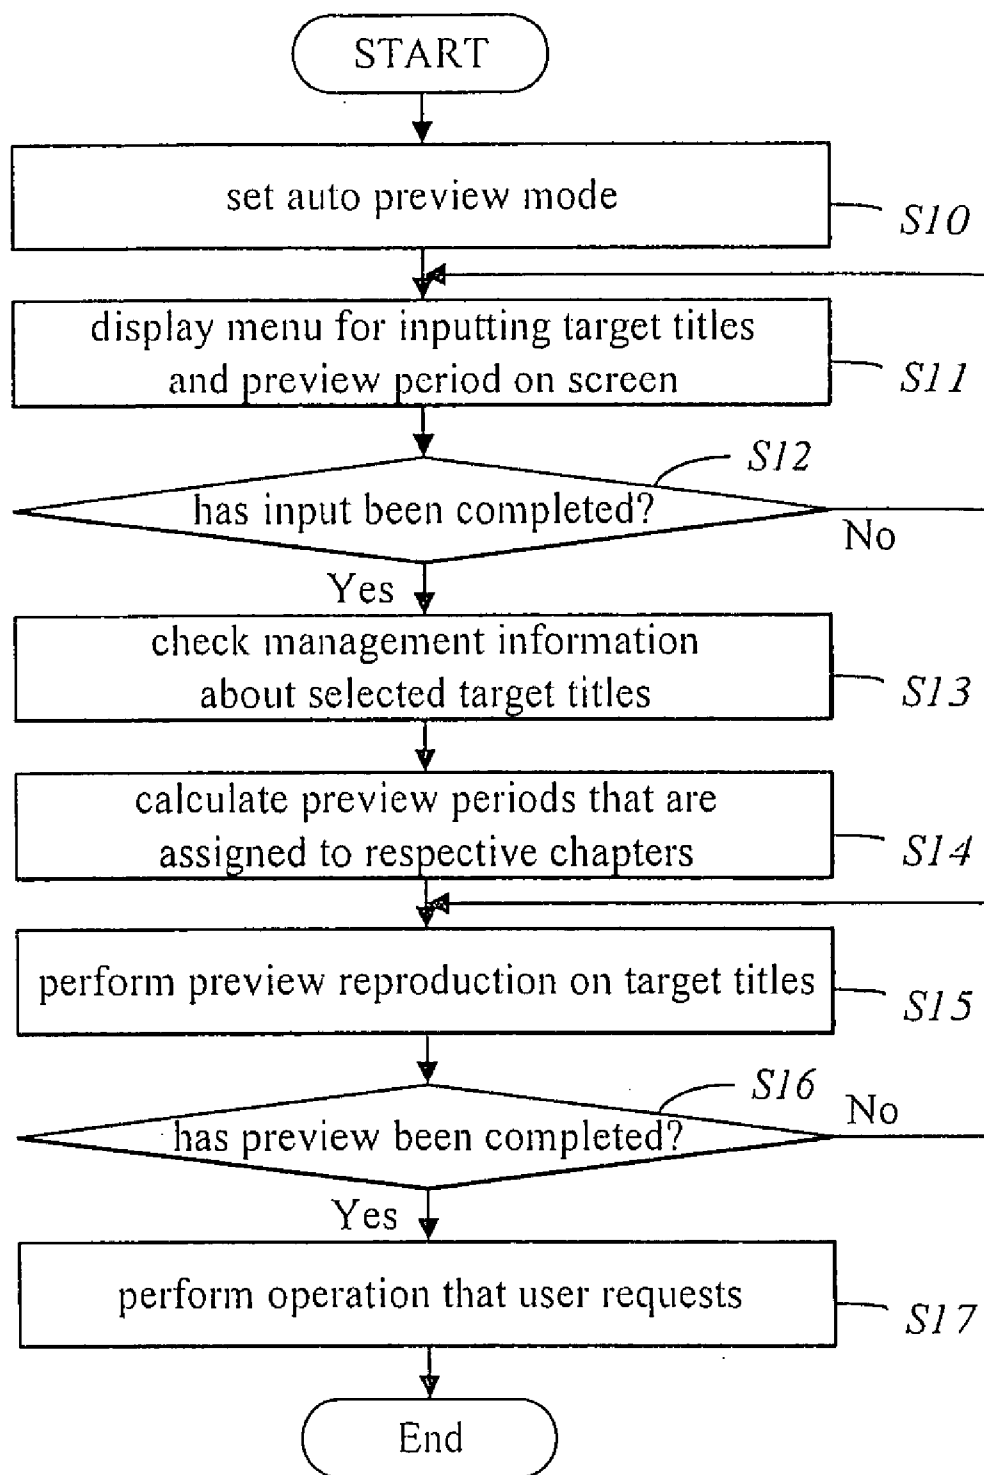 START
set auto preview mode
S10
display menu for inputting target titles
and preview period on screen
S11
S12
has input been completed?
No
Yes
check management information
about selected target titles
S13
calculate preview periods that are
assigned to respective chapters
S14
perform preview reproduction on target titles
S15
S16
No
has preview been completed?
Yes
perform operation that user requests
S17
End